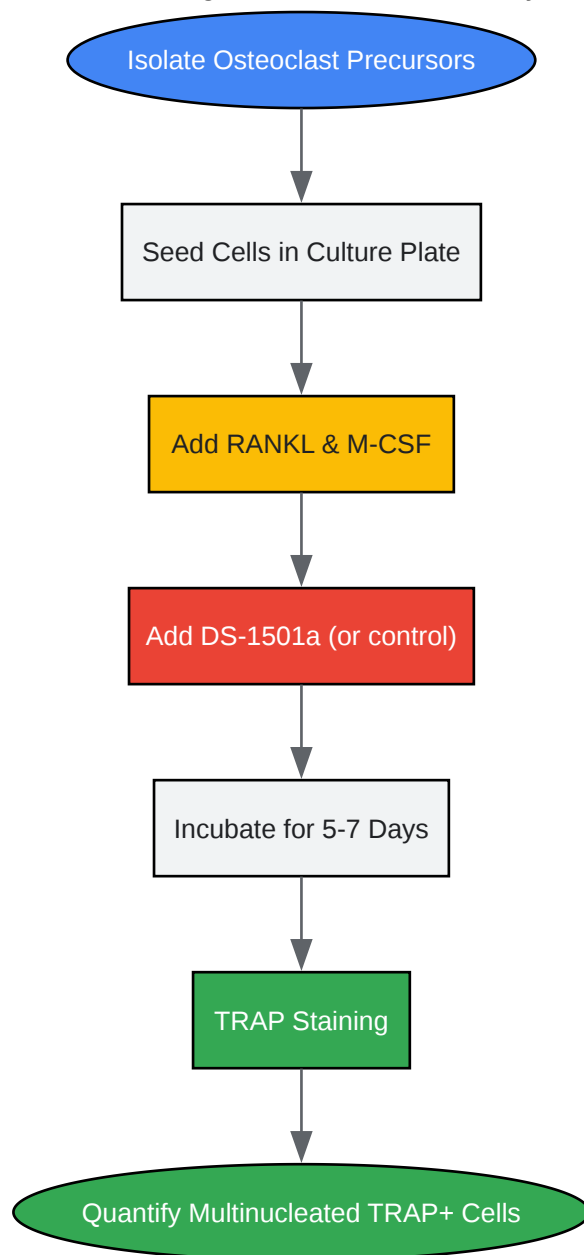 Isolate Osteoclast Precursors
Seed Cells in Culture Plate
Add RANKL & M-CSF
Add DS-1501a (or control)
Incubate for 5-7 Days
TRAP Staining
Quantify Multinucleated TRAP+ Cells